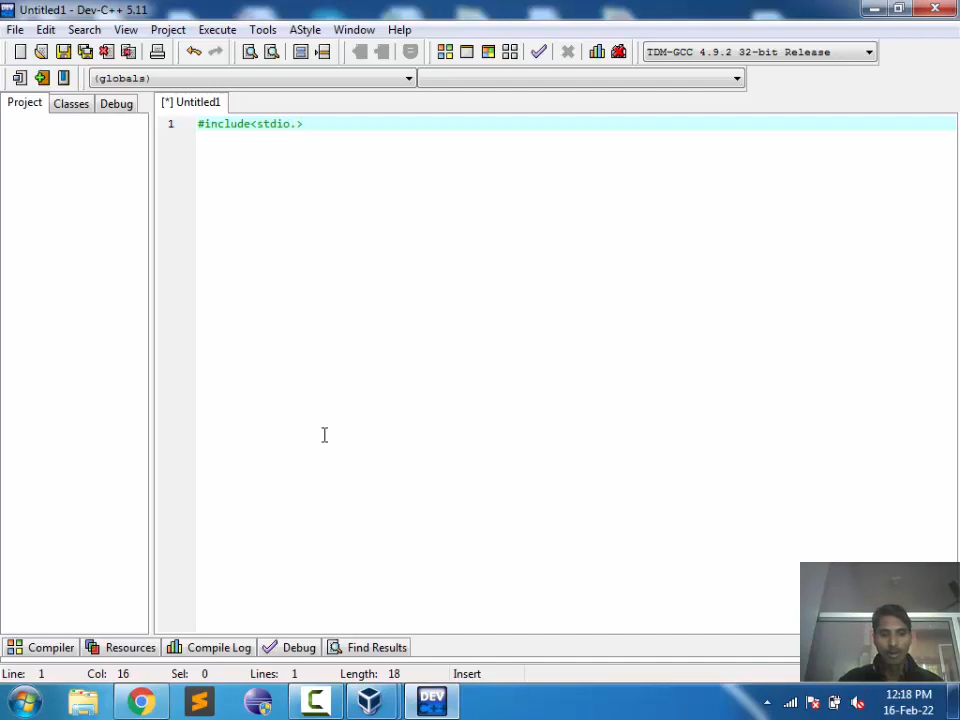 Untitled1 - Dev-C++ 5.11
File Edit Search View Project Execute Tools AStyle Window Help
TDM-GCC 4.9.2 32-bit Release
(globals)
Project Classes Debug [*] Untitled1
1 #include<stdio.>
Compiler Resources Compile Log Debug Find Results
Line: 1 Col: 16 Sel: 0 Lines: 1 Length: 18 Insert
DEV C++
12:18 PM
16-Feb-22